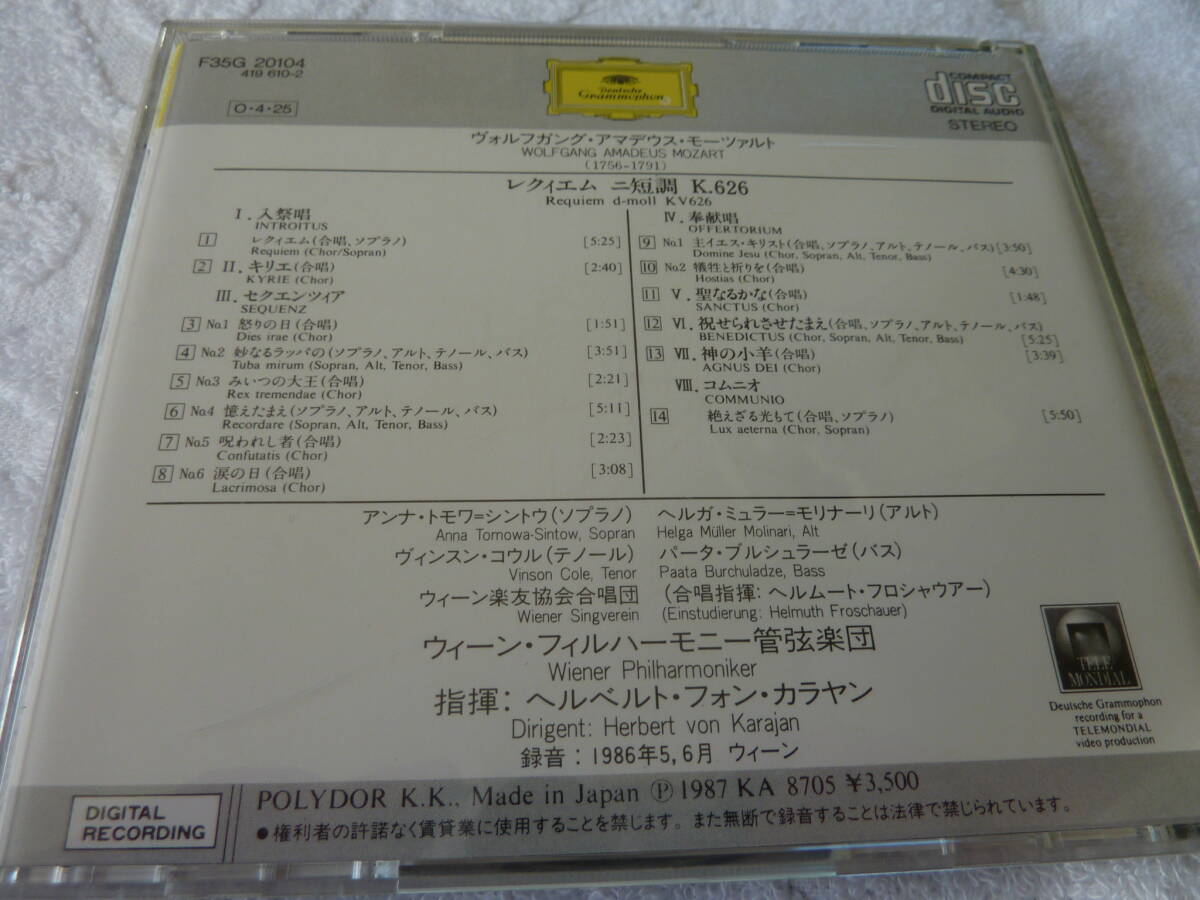 F35G 20104
419 610-2
O・4・25
Deutsche
Grammophon
COMPACT
disc
DIGITAL AUDIO
STEREO
ヴォルフガング・アマデウス・モーツァルト
WOLFGANG AMADEUS MOZART
(1756-1791)
レクィエム ニ短調 K.626
Requiem d-moll KV626
I. 入祭唱
INTROITUS
1 レクィエム(合唱、ソプラノ) [5:25]
Requiem (Chor/Sopran)
2 II. キリエ(合唱) [2:40]
KYRIE (Chor)
III. セクエンツィア
SEQUENZ
3 No.1 怒りの日(合唱) [1:51]
Dies irae (Chor)
4 No.2 妙なるラッパの(ソプラノ、アルト、テノール、バス) [3:51]
Tuba mirum (Sopran, Alt, Tenor, Bass)
5 No.3 みいつの大王(合唱) [2:21]
Rex tremendae (Chor)
6 No.4 憶えたまえ(ソプラノ、アルト、テノール、バス) [5:11]
Recordare (Sopran, Alt, Tenor, Bass)
7 No.5 呪われし者(合唱) [2:23]
Confutatis (Chor)
8 No.6 涙の日(合唱) [3:08]
Lacrimosa (Chor)
IV. 奉献唱
OFFERTORIUM
9 No.1 主イエス・キリスト(合唱、ソプラノ、アルト、テノール、バス) [3:50]
Domine Jesu (Chor, Sopran, Alt, Tenor, Bass)
10 No.2 犠牲と祈りを(合唱) [4:30]
Hostias (Chor)
11 V. 聖なるかな(合唱) [1:48]
SANCTUS (Chor)
12 VI. 祝せられさせたまえ(合唱、ソプラノ、アルト、テノール、バス)
BENEDICTUS (Chor, Sopran, Alt, Tenor, Bass) [5:25]
13 VII. 神の小羊(合唱) [3:39]
AGNUS DEI (Chor)
VIII. コムニオ
COMMUNIO
14 絶えざる光もて(合唱、ソプラノ) [5:50]
Lux aeterna (Chor, Sopran)
アンナ・トモワ=シントウ(ソプラノ) ヘルガ・ミュラー=モリナーリ(アルト)
Anna Tomowa-Sintow, Sopran Helga Müller Molinari, Alt
ヴィンスン・コウル(テノール) パータ・ブルシュラーゼ(バス)
Vinson Cole, Tenor Paata Burchuladze, Bass
ウィーン楽友協会合唱団 (合唱指揮: ヘルムート・フロシャウアー)
Wiener Singverein (Einstudierung: Helmuth Froschauer)
ウィーン・フィルハーモニー管弦楽団
Wiener Philharmoniker
指揮: ヘルベルト・フォン・カラヤン
Dirigent: Herbert von Karajan
録音: 1986年5,6月 ウィーン
TELE
MONDIAL
Deutsche Grammophon
recording for a
TELEMONDIAL
video production
DIGITAL
RECORDING
POLYDOR K.K., Made in Japan Ⓟ 1987 KA 8705 ¥3,500
●権利者の許諾なく賃貸業に使用することを禁じます。また無断で録音することは法律で禁じられています。